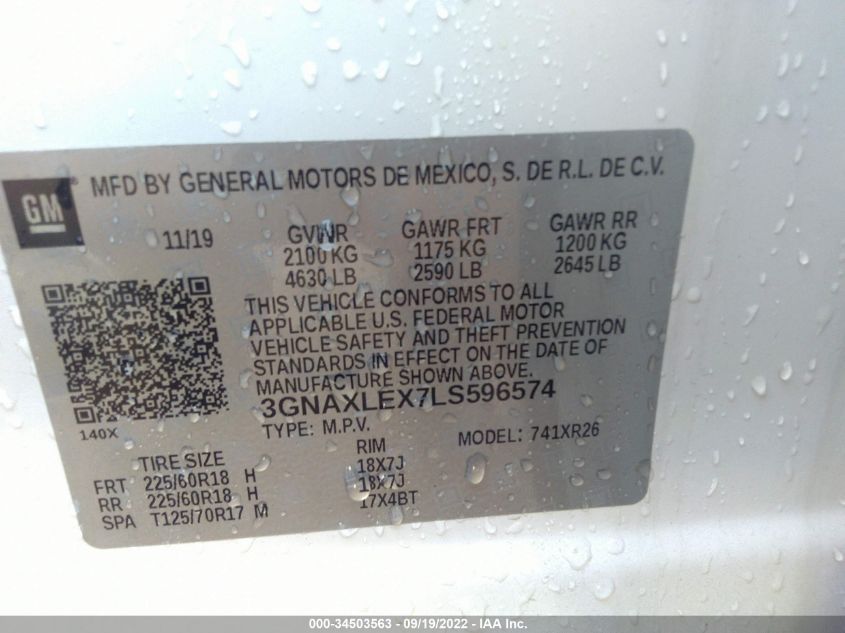 GM
MFD BY GENERAL MOTORS DE MEXICO, S. DE R.L. DE C.V.
11/19 GVWR GAWR FRT GAWR RR
2100 KG 1175 KG 1200 KG
4630 LB 2590 LB 2645 LB
THIS VEHICLE CONFORMS TO ALL
APPLICABLE U.S. FEDERAL MOTOR
VEHICLE SAFETY AND THEFT PREVENTION
STANDARDS IN EFFECT ON THE DATE OF
MANUFACTURE SHOWN ABOVE.
3GNAXLEX7LS596574
140X
TYPE: M.P.V. MODEL: 741XR26
TIRE SIZE RIM
FRT 225/60R18 H 18X7J
RR 225/60R18 H 18X7J
SPA T125/70R17 M 17X4BT
000-34503563 - 09/19/2022 - IAA Inc.